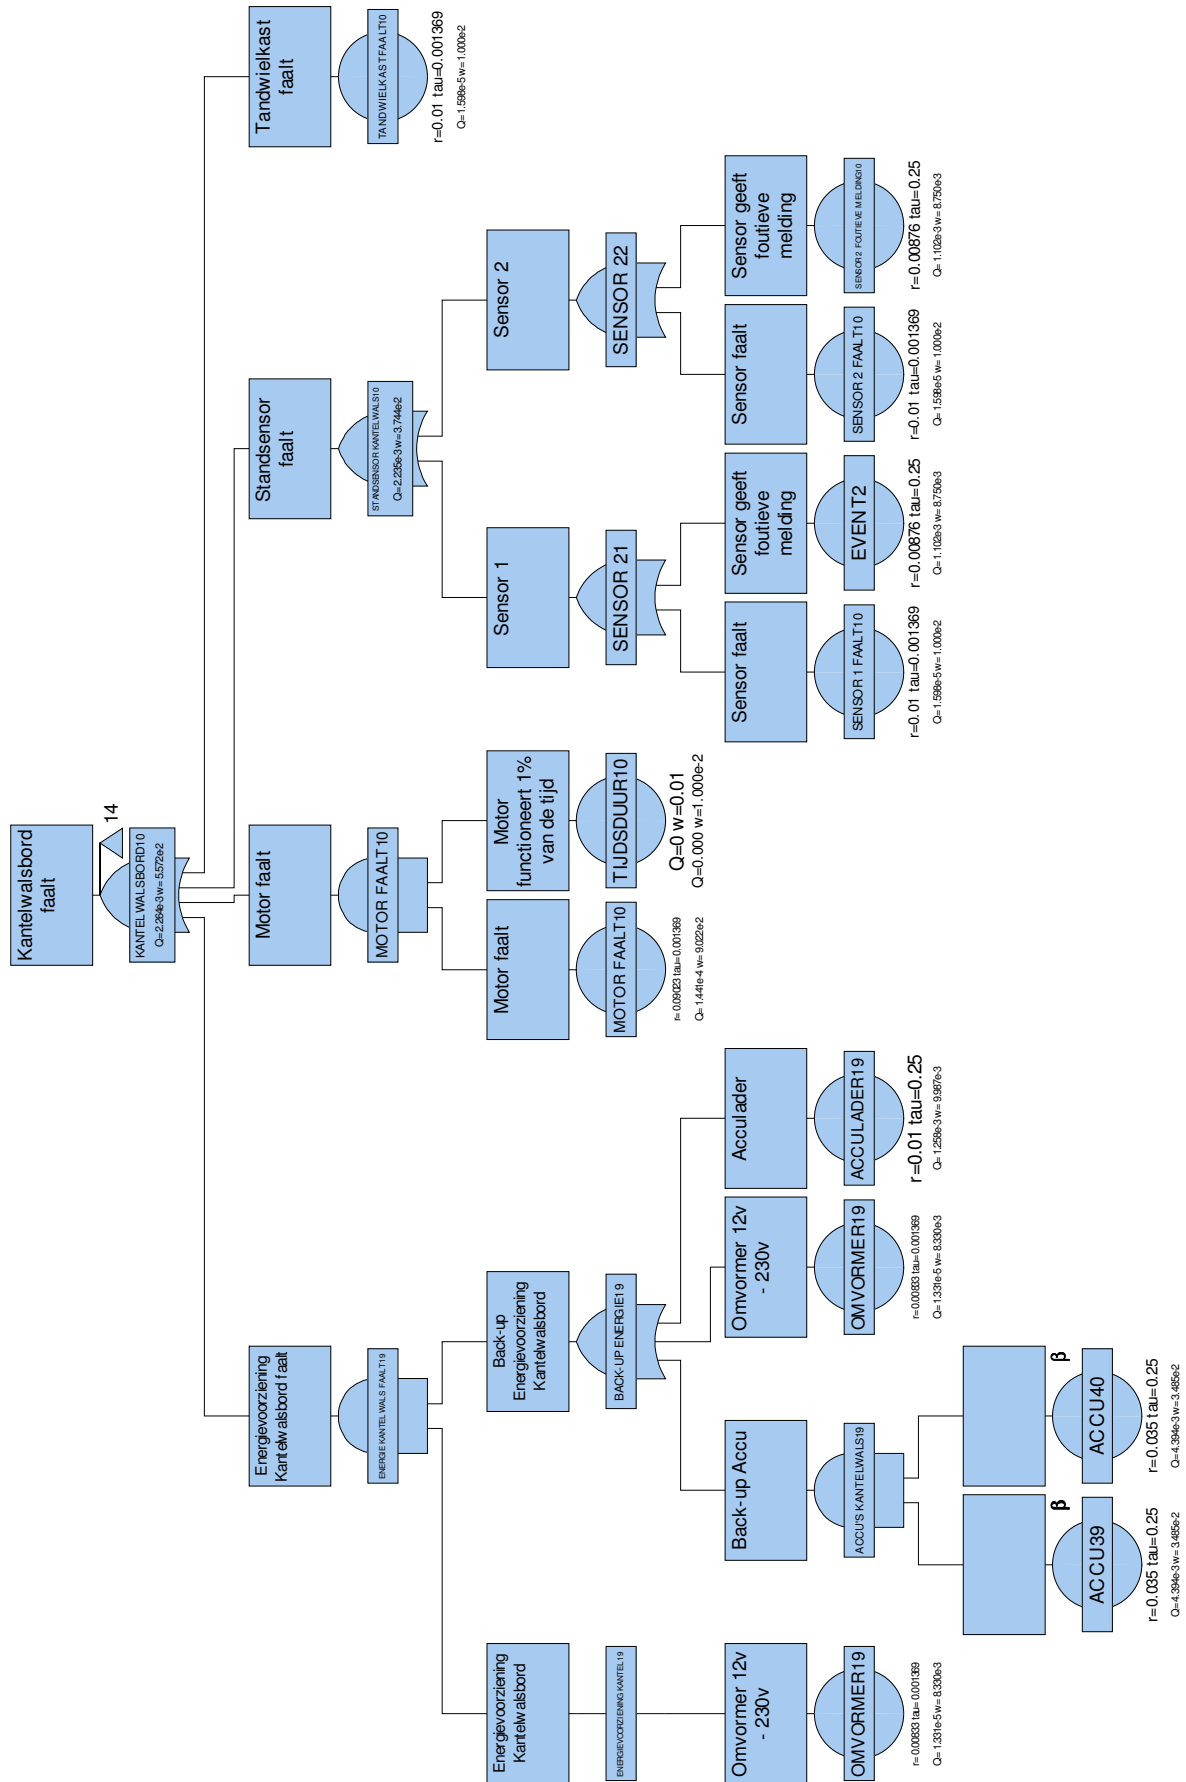 Kantelwalsbord
faalt
14
KANTELWALSBORD10
Q=2.264e-3 w=5.572e-2
Energievoorziening
Kantelwalsbord faalt
ENERGIE KANTELWALS FAALT19
Motor faalt
MOTOR FAALT10
Standsensor
faalt
STANDSENSOR KANTELWALS10
Q=2.235e-3 w=3.744e-2
Tandwielkast
faalt
TANDWIELKAST FAALT10
r=0.01 tau=0.001369
Q=1.598e-5 w=1.000e-2
Energievoorziening
Kantelwalsbord
ENERGIEVOORZIENING KANTEL19
Back-up
Energievoorziening
Kantelwalsbord
BACK-UP ENERGIE19
Motor faalt
MOTOR FAALT10
r=0.09023 tau=0.001369
Q=1.441e-4 w=9.022e-2
Motor
functioneert 1%
van de tijd
TIJDSDUUR10
Q=0 w=0.01
Q=0.000 w=1.000e-2
Sensor 1
SENSOR 21
Sensor 2
SENSOR 22
Omvormer 12v
- 230v
OMVORMER19
r=0.00833 tau=0.001369
Q=1.331e-5 w=8.330e-3
Back-up Accu
ACCU'S KANTELWALS19
Omvormer 12v
- 230v
OMVORMER19
r=0.00833 tau=0.001369
Q=1.331e-5 w=8.330e-3
Acculader
ACCULADER19
r=0.01 tau=0.25
Q=1.258e-3 w=9.987e-3
Sensor faalt
SENSOR 1 FAALT10
r=0.01 tau=0.001369
Q=1.598e-5 w=1.000e-2
Sensor geeft
foutieve
melding
EVENT2
r=0.00876 tau=0.25
Q=1.102e-3 w=8.750e-3
Sensor faalt
SENSOR 2 FAALT10
r=0.01 tau=0.001369
Q=1.598e-5 w=1.000e-2
Sensor geeft
foutieve
melding
SENSOR 2 FOUTIEVE MELDING10
r=0.00876 tau=0.25
Q=1.102e-3 w=8.750e-3
β
ACCU39
r=0.035 tau=0.25
Q=4.394e-3 w=3.485e-2
β
ACCU40
r=0.035 tau=0.25
Q=4.394e-3 w=3.485e-2